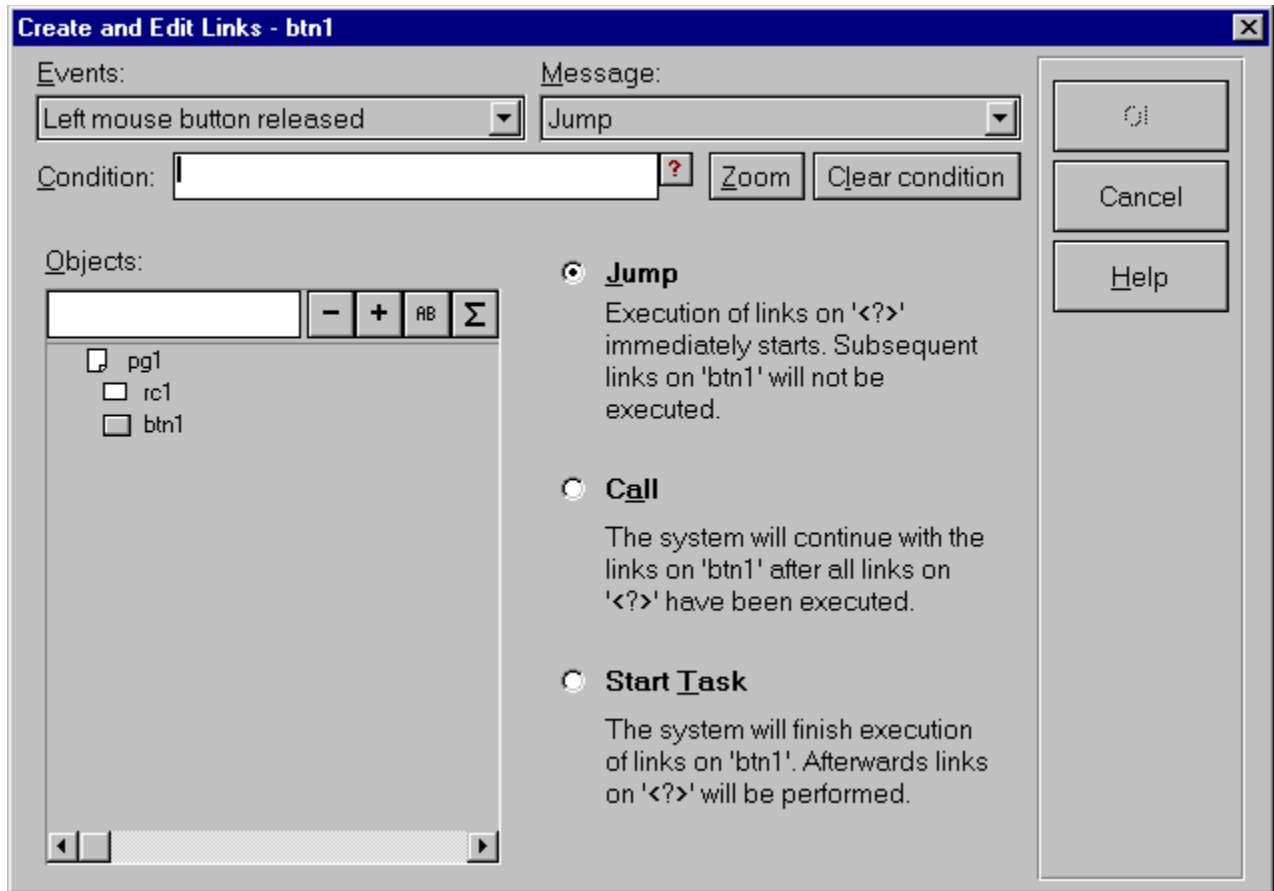 Create and Edit Links - btn1
Events:
Message:
Left mouse button released
Jump
Condition:
?
Zoom
Clear condition
Cancel
Help
Objects:
- + AB Σ
pg1
rc1
btn1
Jump
Execution of links on '<?>'
immediately starts. Subsequent
links on 'btn1' will not be
executed.
Call
The system will continue with the
links on 'btn1' after all links on
'<?>' have been executed.
Start Task
The system will finish execution
of links on 'btn1'. Afterwards links
on '<?>' will be performed.